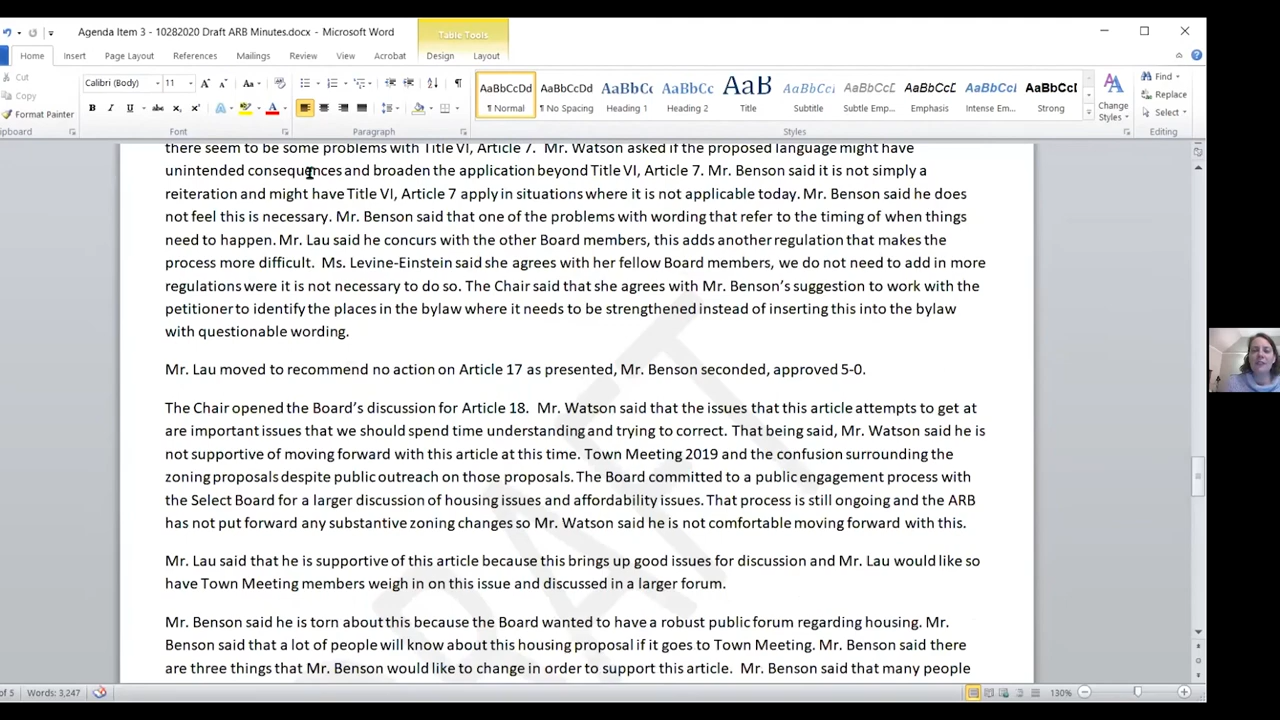 Agenda Item 3 - 10282020 Draft ARB Minutes.docx - Microsoft Word
Table Tools
Home Insert Page Layout References Mailings Review View Acrobat Design Layout
Cut
Copy
Format Painter
Calibri (Body) 11
AaBbCcDd AaBbCcDd AaBbCc AaBbCc AaB AaBbCcl AaBbCcD AaBbCcD AaBbCcl AaBbCc
¶ Normal ¶ No Spacing Heading 1 Heading 2 Title Subtitle Subtle Emp... Emphasis Intense Em... Strong
Change
Styles
Find
Replace
Select
lipboard Font Paragraph Styles Editing
there seem to be some problems with Title VI, Article 7. Mr. Watson asked if the proposed language might have
unintended consequences and broaden the application beyond Title VI, Article 7. Mr. Benson said it is not simply a
reiteration and might have Title VI, Article 7 apply in situations where it is not applicable today. Mr. Benson said he does
not feel this is necessary. Mr. Benson said that one of the problems with wording that refer to the timing of when things
need to happen. Mr. Lau said he concurs with the other Board members, this adds another regulation that makes the
process more difficult. Ms. Levine-Einstein said she agrees with her fellow Board members, we do not need to add in more
regulations were it is not necessary to do so. The Chair said that she agrees with Mr. Benson's suggestion to work with the
petitioner to identify the places in the bylaw where it needs to be strengthened instead of inserting this into the bylaw
with questionable wording.
Mr. Lau moved to recommend no action on Article 17 as presented, Mr. Benson seconded, approved 5-0.
The Chair opened the Board's discussion for Article 18. Mr. Watson said that the issues that this article attempts to get at
are important issues that we should spend time understanding and trying to correct. That being said, Mr. Watson said he is
not supportive of moving forward with this article at this time. Town Meeting 2019 and the confusion surrounding the
zoning proposals despite public outreach on those proposals. The Board committed to a public engagement process with
the Select Board for a larger discussion of housing issues and affordability issues. That process is still ongoing and the ARB
has not put forward any substantive zoning changes so Mr. Watson said he is not comfortable moving forward with this.
Mr. Lau said that he is supportive of this article because this brings up good issues for discussion and Mr. Lau would like so
have Town Meeting members weigh in on this issue and discussed in a larger forum.
Mr. Benson said he is torn about this because the Board wanted to have a robust public forum regarding housing. Mr.
Benson said that a lot of people will know about this housing proposal if it goes to Town Meeting. Mr. Benson said there
are three things that Mr. Benson would like to change in order to support this article. Mr. Benson said that many people
DRAFT
of 5 Words: 3,247 130%